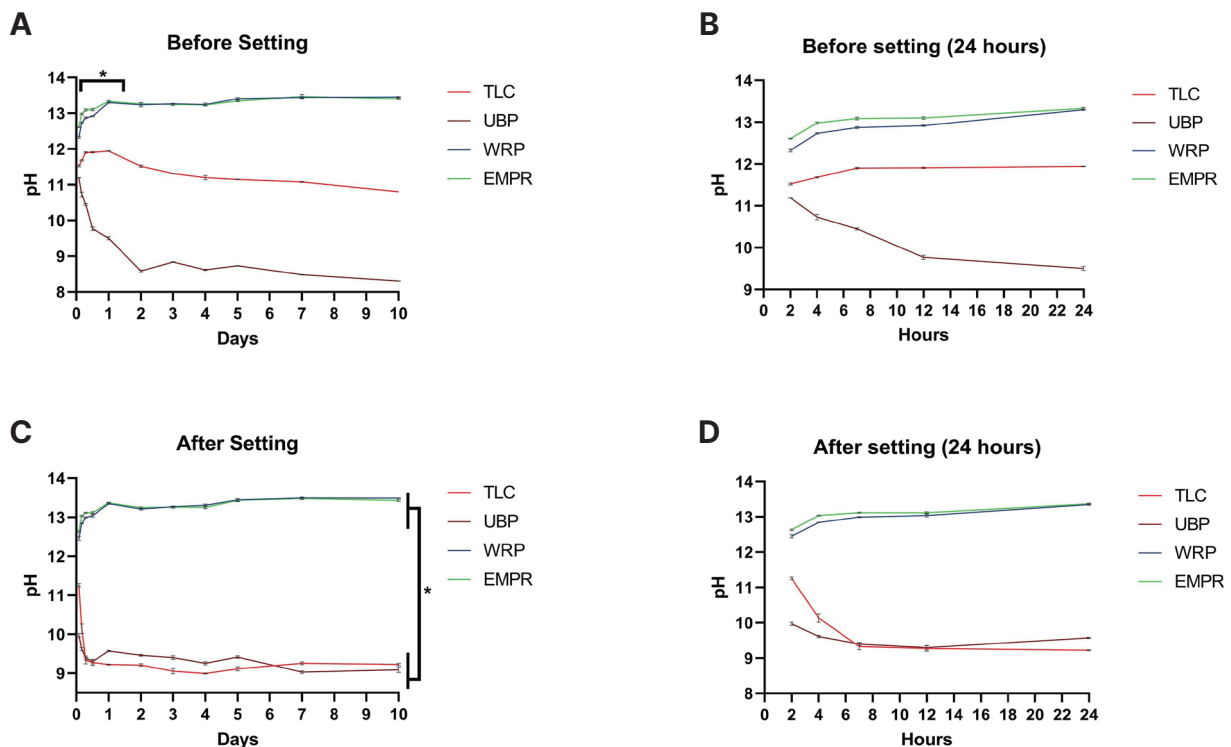 A
Before Setting
*
14
13
12
11
10
9
8
pH
0 1 2 3 4 5 6 7 8 9 10
Days
TLC
UBP
WRP
EMPR
B
Before setting (24 hours)
14
13
12
11
10
9
pH
0 2 4 6 8 10 12 14 16 18 20 22 24
Hours
TLC
UBP
WRP
EMPR
C
After Setting
14
13
12
11
10
9
pH
0 1 2 3 4 5 6 7 8 9 10
Days
*
TLC
UBP
WRP
EMPR
D
After setting (24 hours)
14
13
12
11
10
9
8
pH
0 2 4 6 8 10 12 14 16 18 20 22 24
Hours
TLC
UBP
WRP
EMPR